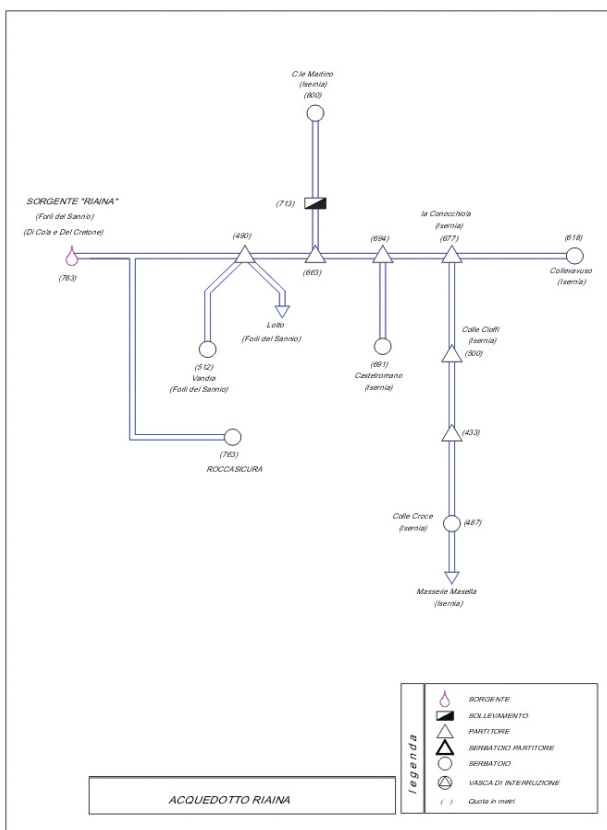 C.le Martino
(Isernia)
(800)
(713)
SORGENTE "RIAINA"
(Forlì del Sannio)
(Di Cola e Del Cretone)
(783)
(490)
(663)
(694)
la Conocchiola
(Isernia)
(677)
(618)
Collevavuso
(Isernia)
Lotto
(Forlì del Sannio)
(512)
Vandra
(Forlì del Sannio)
(691)
Castelromano
(Isernia)
Colle Cioffi
(Isernia)
(500)
(433)
(763)
ROCCASICURA
Colle Croce
(Isernia)
(487)
Masserie Masella
(Isernia)
legenda
SORGENTE
SOLLEVAMENTO
PARTITORE
SERBATOIO PARTITORE
SERBATOIO
VASCA DI INTERRUZIONE
( ) Quota in metri
ACQUEDOTTO RIAINA